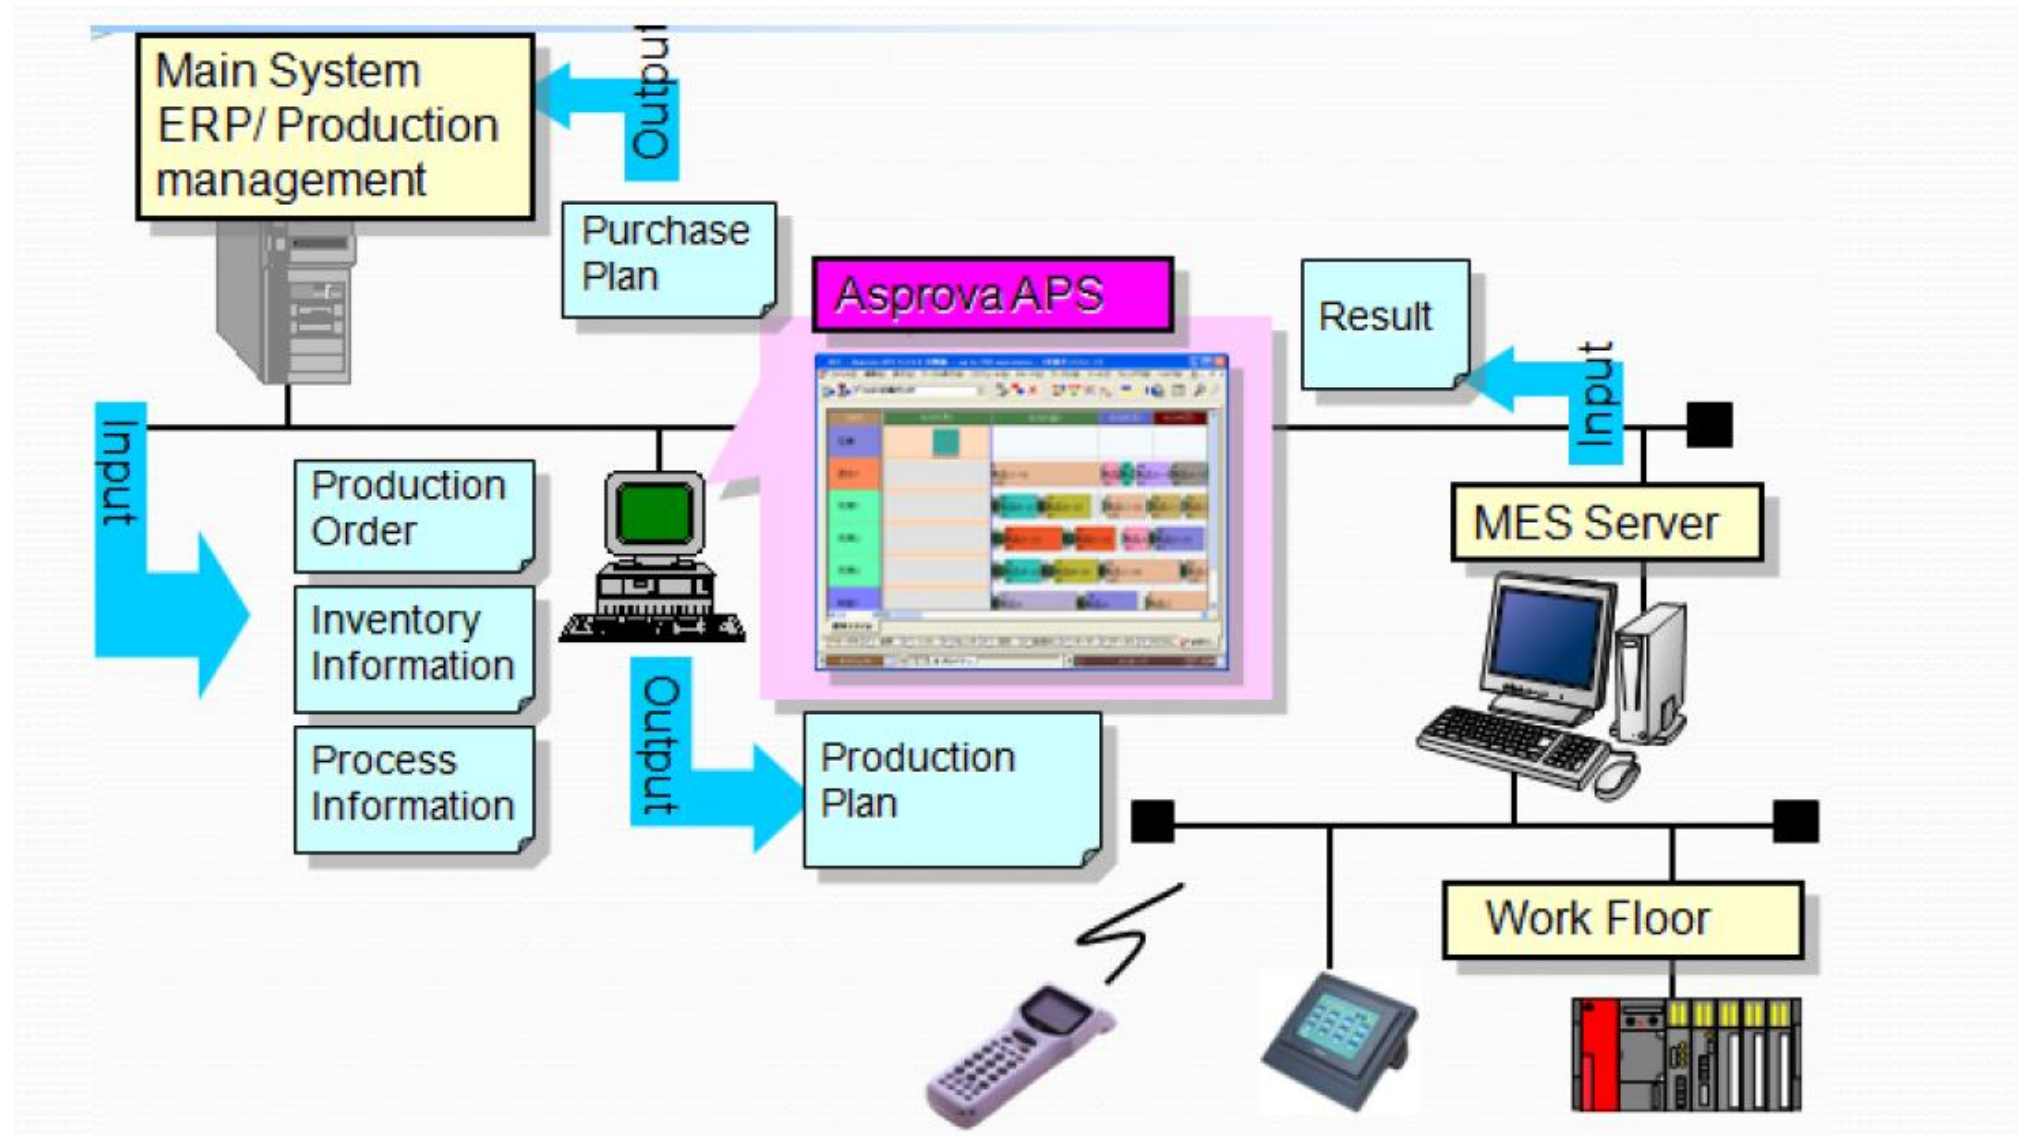 Main System
ERP/ Production
management
Output
Purchase
Plan
Asprova APS
Result
Input
Input
Production
Order
Inventory
Information
Process
Information
Output
Production
Plan
MES Server
Work Floor